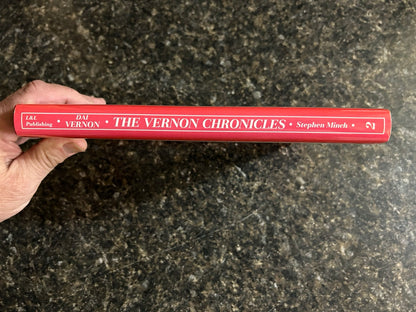 L&L
Publishing
•
DAI
VERNON
• THE VERNON CHRONICLES • Stephen Minch • 2